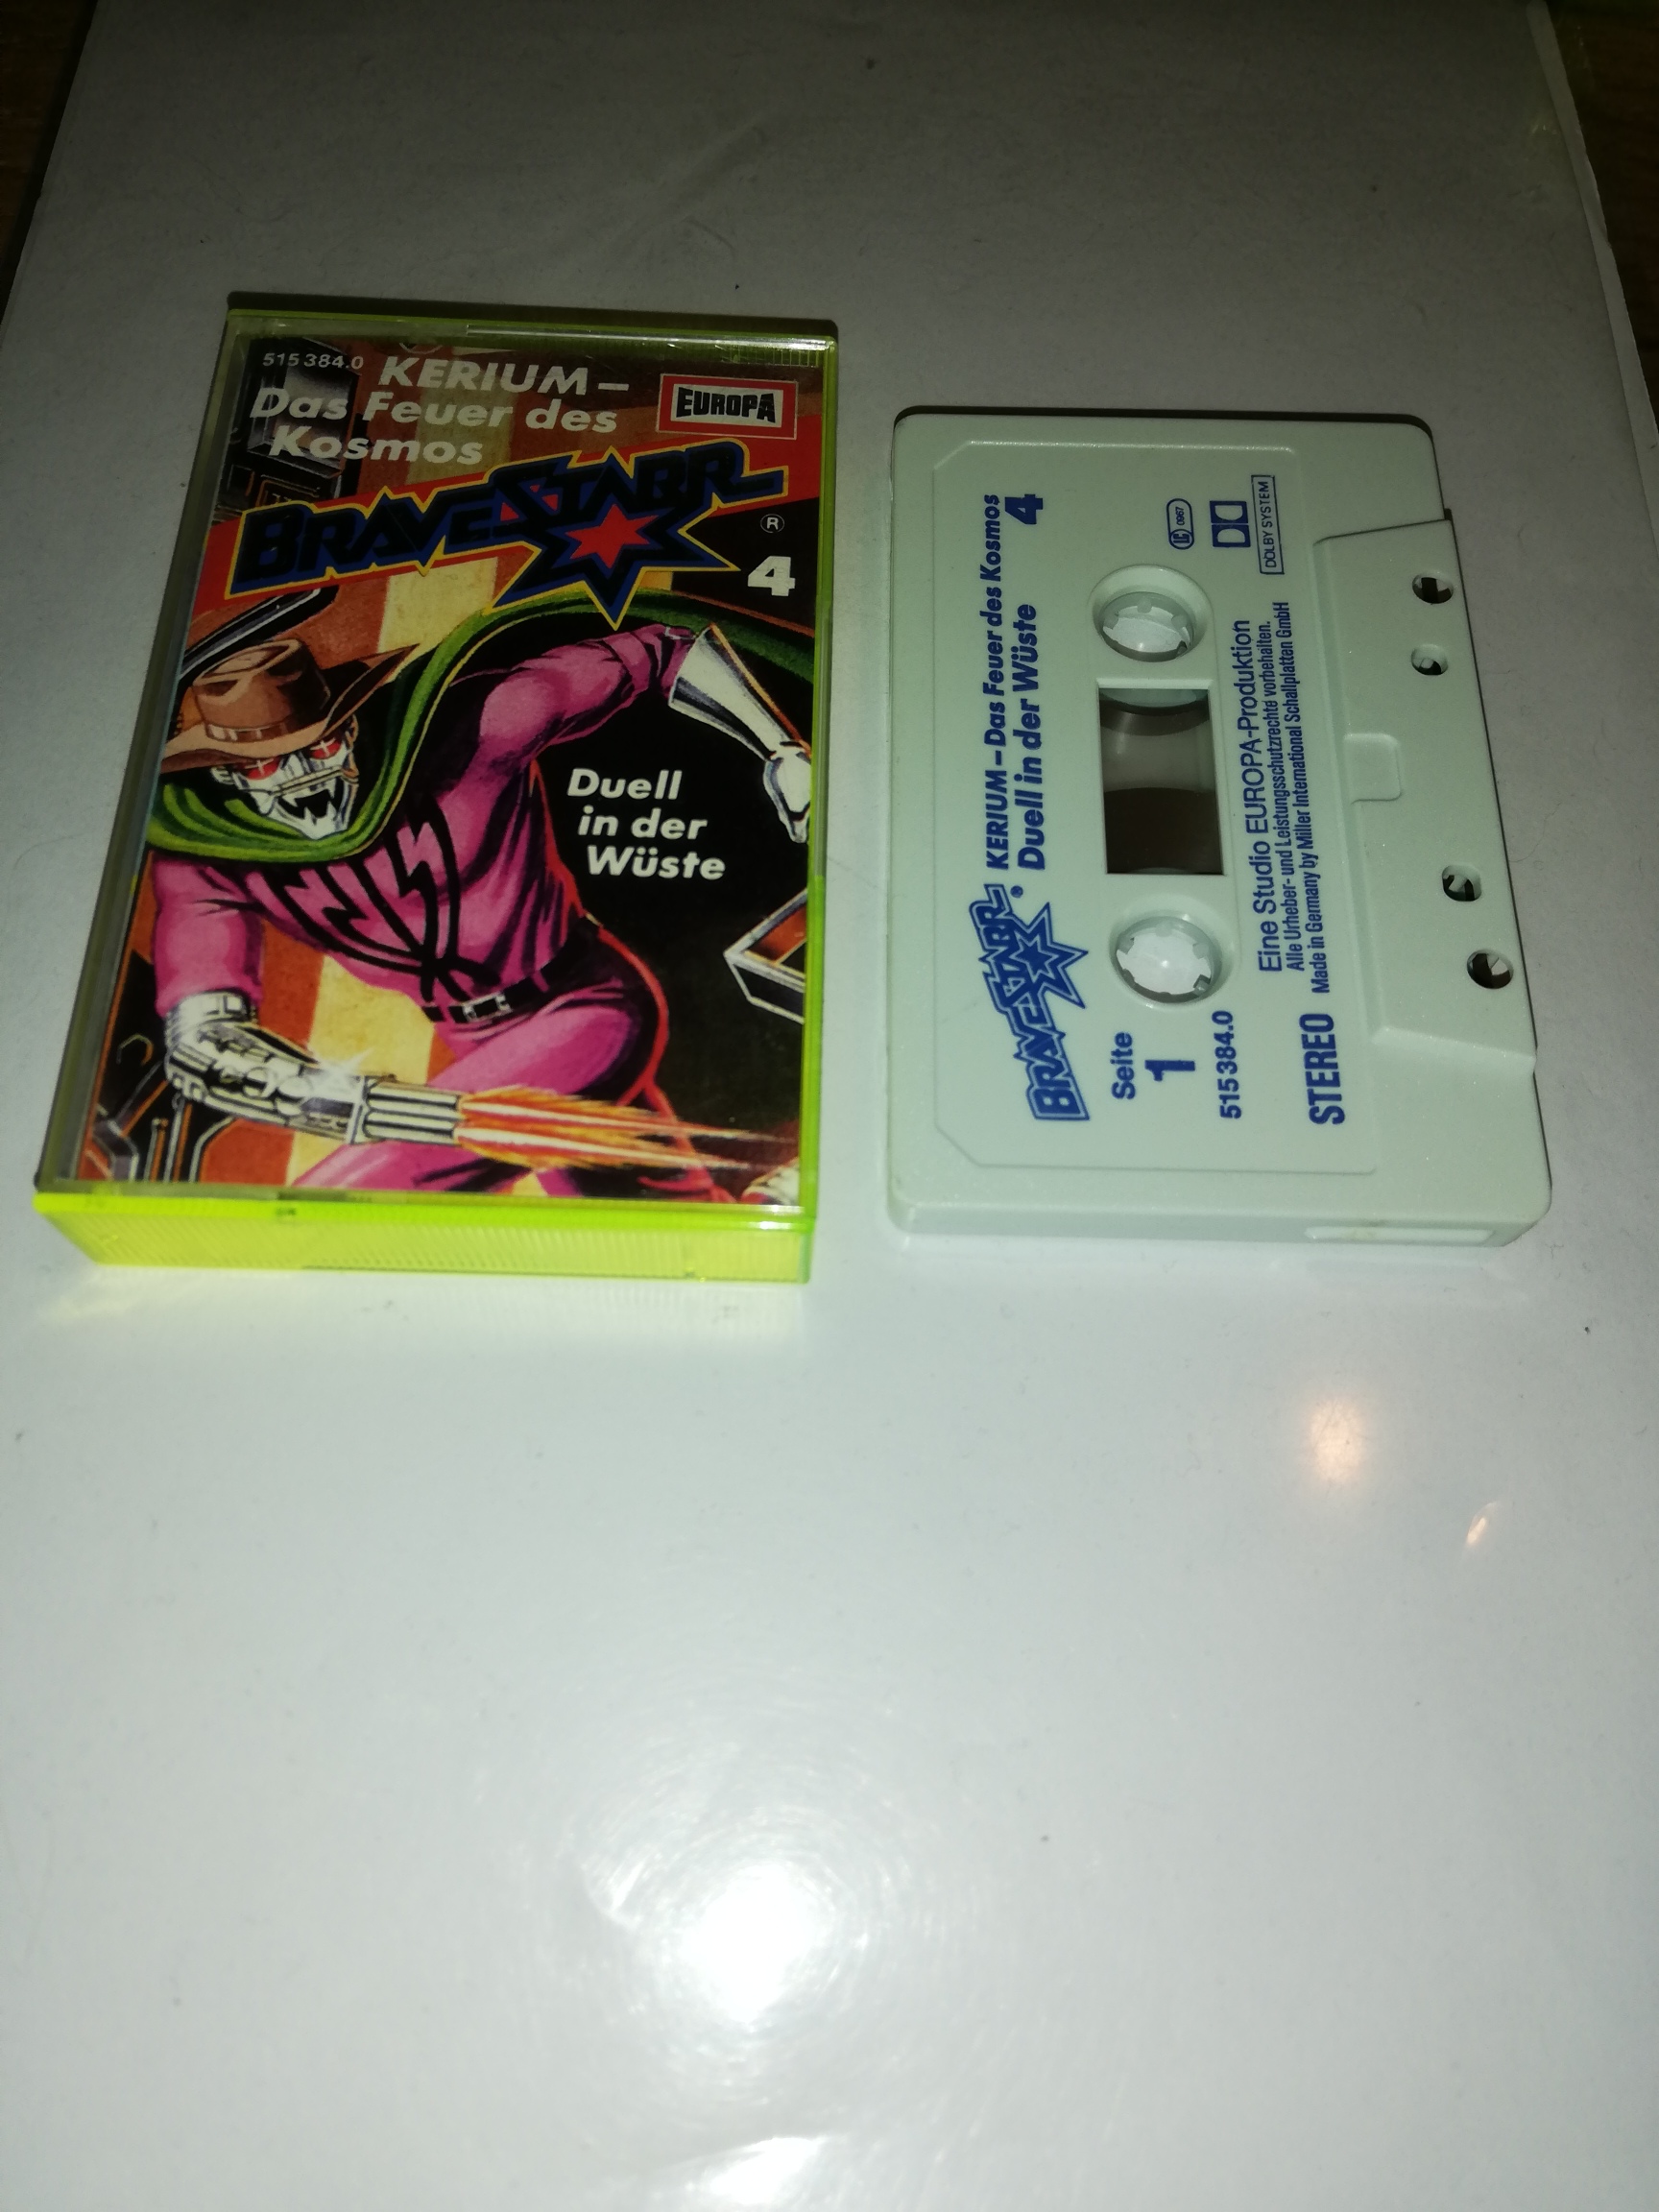 515 384.0
KERIUM –
Das Feuer des
Kosmos
EUROPA
BRAVESTARR
®
4
Duell
in der
Wüste
BRAVESTARR ®
KERIUM – Das Feuer des Kosmos
Duell in der Wüste 4
Seite
1
LC 0967
515 384.0
DOLBY SYSTEM
Eine Studio EUROPA-Produktion
Alle Urheber- und Leistungsschutzrechte vorbehalten.
STEREO Made in Germany by Miller International Schallplatten GmbH